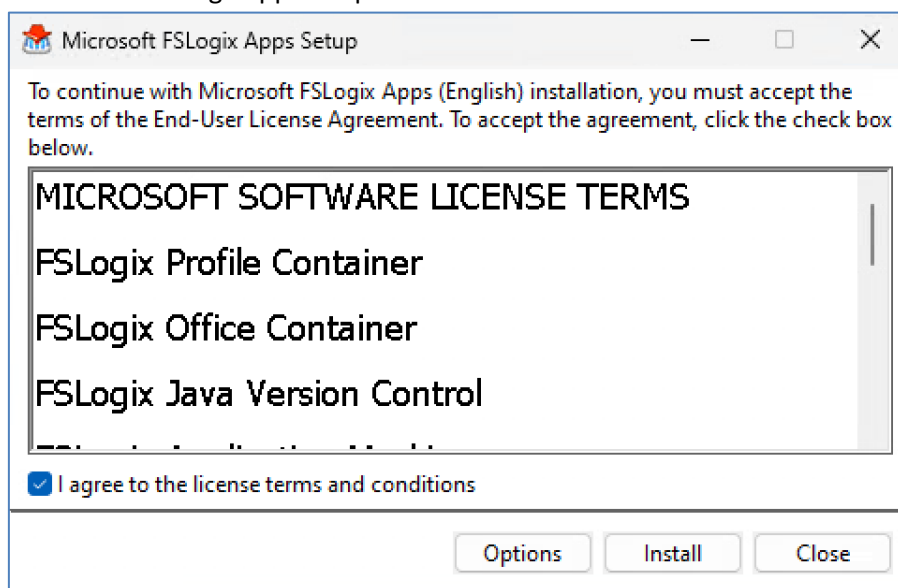 Microsoft FSLogix Apps Setup
To continue with Microsoft FSLogix Apps (English) installation, you must accept the
terms of the End-User License Agreement. To accept the agreement, click the check box
below.
MICROSOFT SOFTWARE LICENSE TERMS
FSLogix Profile Container
FSLogix Office Container
FSLogix Java Version Control
I agree to the license terms and conditions
Options Install Close